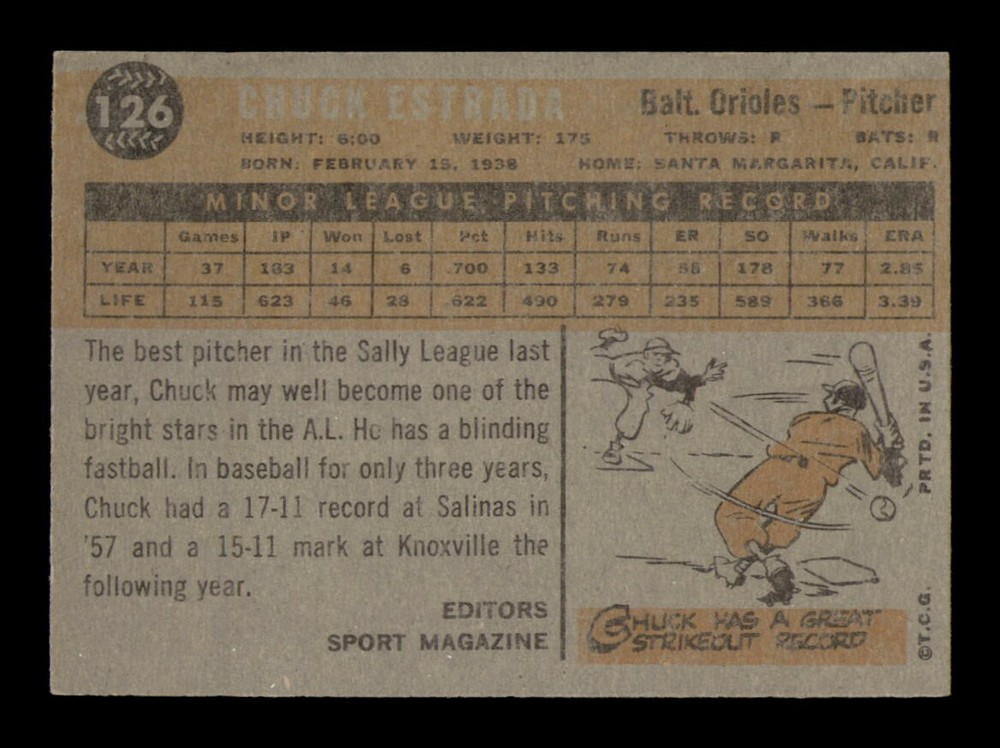 126
CHUCK ESTRADA
Balt. Orioles — Pitcher
HEIGHT: 6:00 WEIGHT: 175 THROWS: R BATS: R
BORN: FEBRUARY 15, 1938 HOME: SANTA MARGARITA, CALIF.
MINOR LEAGUE PITCHING RECORD
Games IP Won Lost Pct Hits Runs ER SO Walks ERA
YEAR 37 183 14 6 .700 133 74 58 178 77 2.85
LIFE 115 623 46 28 .622 490 279 235 589 366 3.39
The best pitcher in the Sally League last
year, Chuck may well become one of the
bright stars in the A.L. He has a blinding
fastball. In baseball for only three years,
Chuck had a 17-11 record at Salinas in
'57 and a 15-11 mark at Knoxville the
following year.
EDITORS
SPORT MAGAZINE
CHUCK HAS A GREAT
STRIKEOUT RECORD
©T.C.G. PRTD. IN U.S.A.